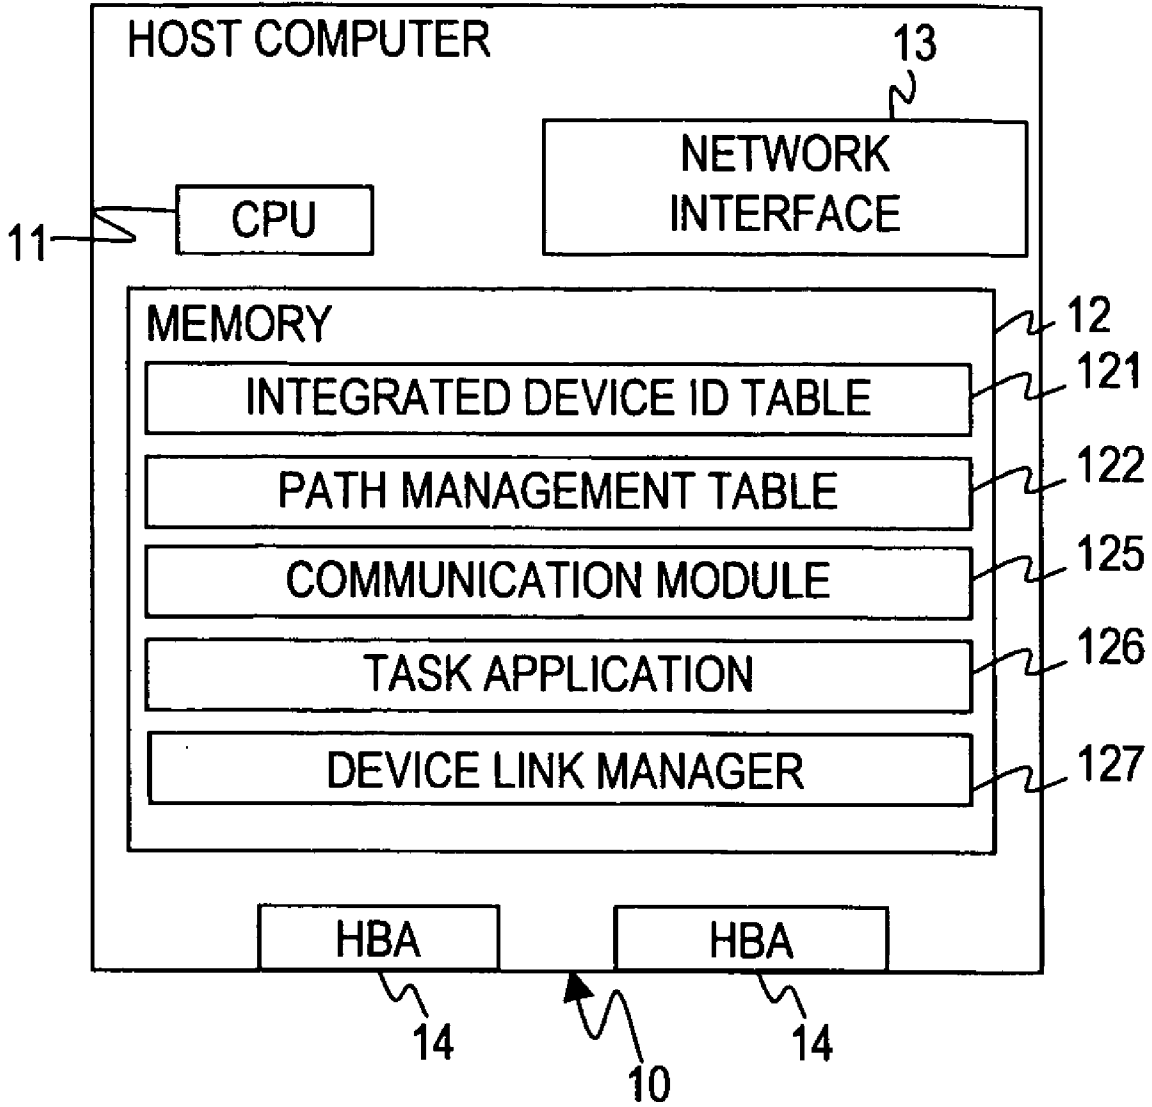 HOST COMPUTER
13
NETWORK
INTERFACE
CPU
11
MEMORY
12
INTEGRATED DEVICE ID TABLE
121
PATH MANAGEMENT TABLE
122
COMMUNICATION MODULE
125
TASK APPLICATION
126
DEVICE LINK MANAGER
127
HBA
HBA
14
14
10